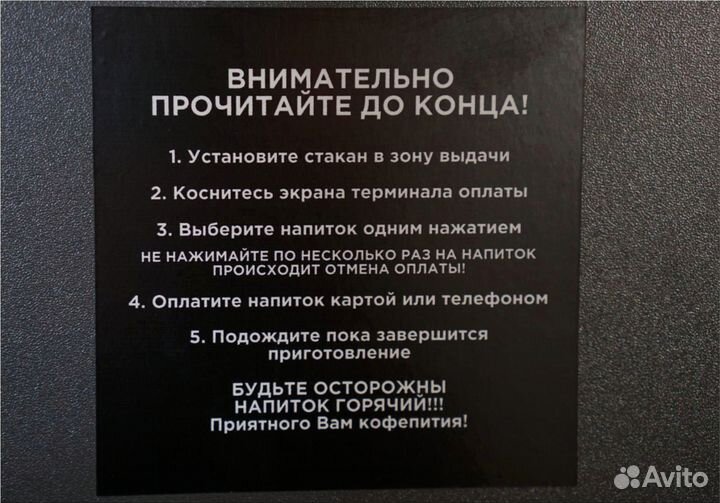 ВНИМАТЕЛЬНО
ПРОЧИТАЙТЕ ДО КОНЦА!
1. Установите стакан в зону выдачи
2. Коснитесь экрана терминала оплаты
3. Выберите напиток одним нажатием
НЕ НАЖИМАЙТЕ ПО НЕСКОЛЬКО РАЗ НА НАПИТОК
ПРОИСХОДИТ ОТМЕНА ОПЛАТЫ!
4. Оплатите напиток картой или телефоном
5. Подождите пока завершится
приготовление
БУДЬТЕ ОСТОРОЖНЫ
НАПИТОК ГОРЯЧИЙ!!!
Приятного Вам кофепития!
Avito